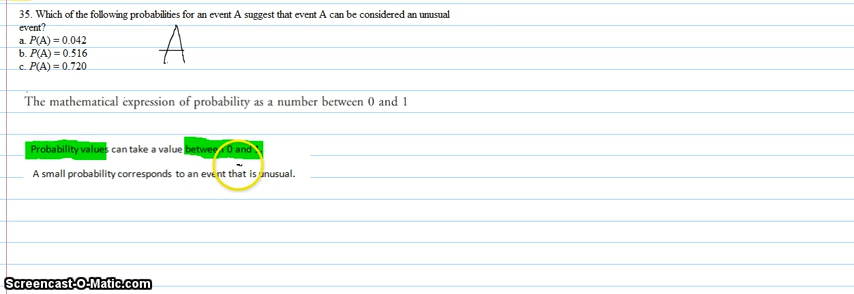 35. Which of the following probabilities for an event A suggest that event A can be considered an unusual
event?
a. P(A) = 0.042
b. P(A) = 0.516
c. P(A) = 0.720
A
The mathematical expression of probability as a number between 0 and 1
Probability values can take a value between 0 and
A small probability corresponds to an event that is unusual.
Screencast-O-Matic.com